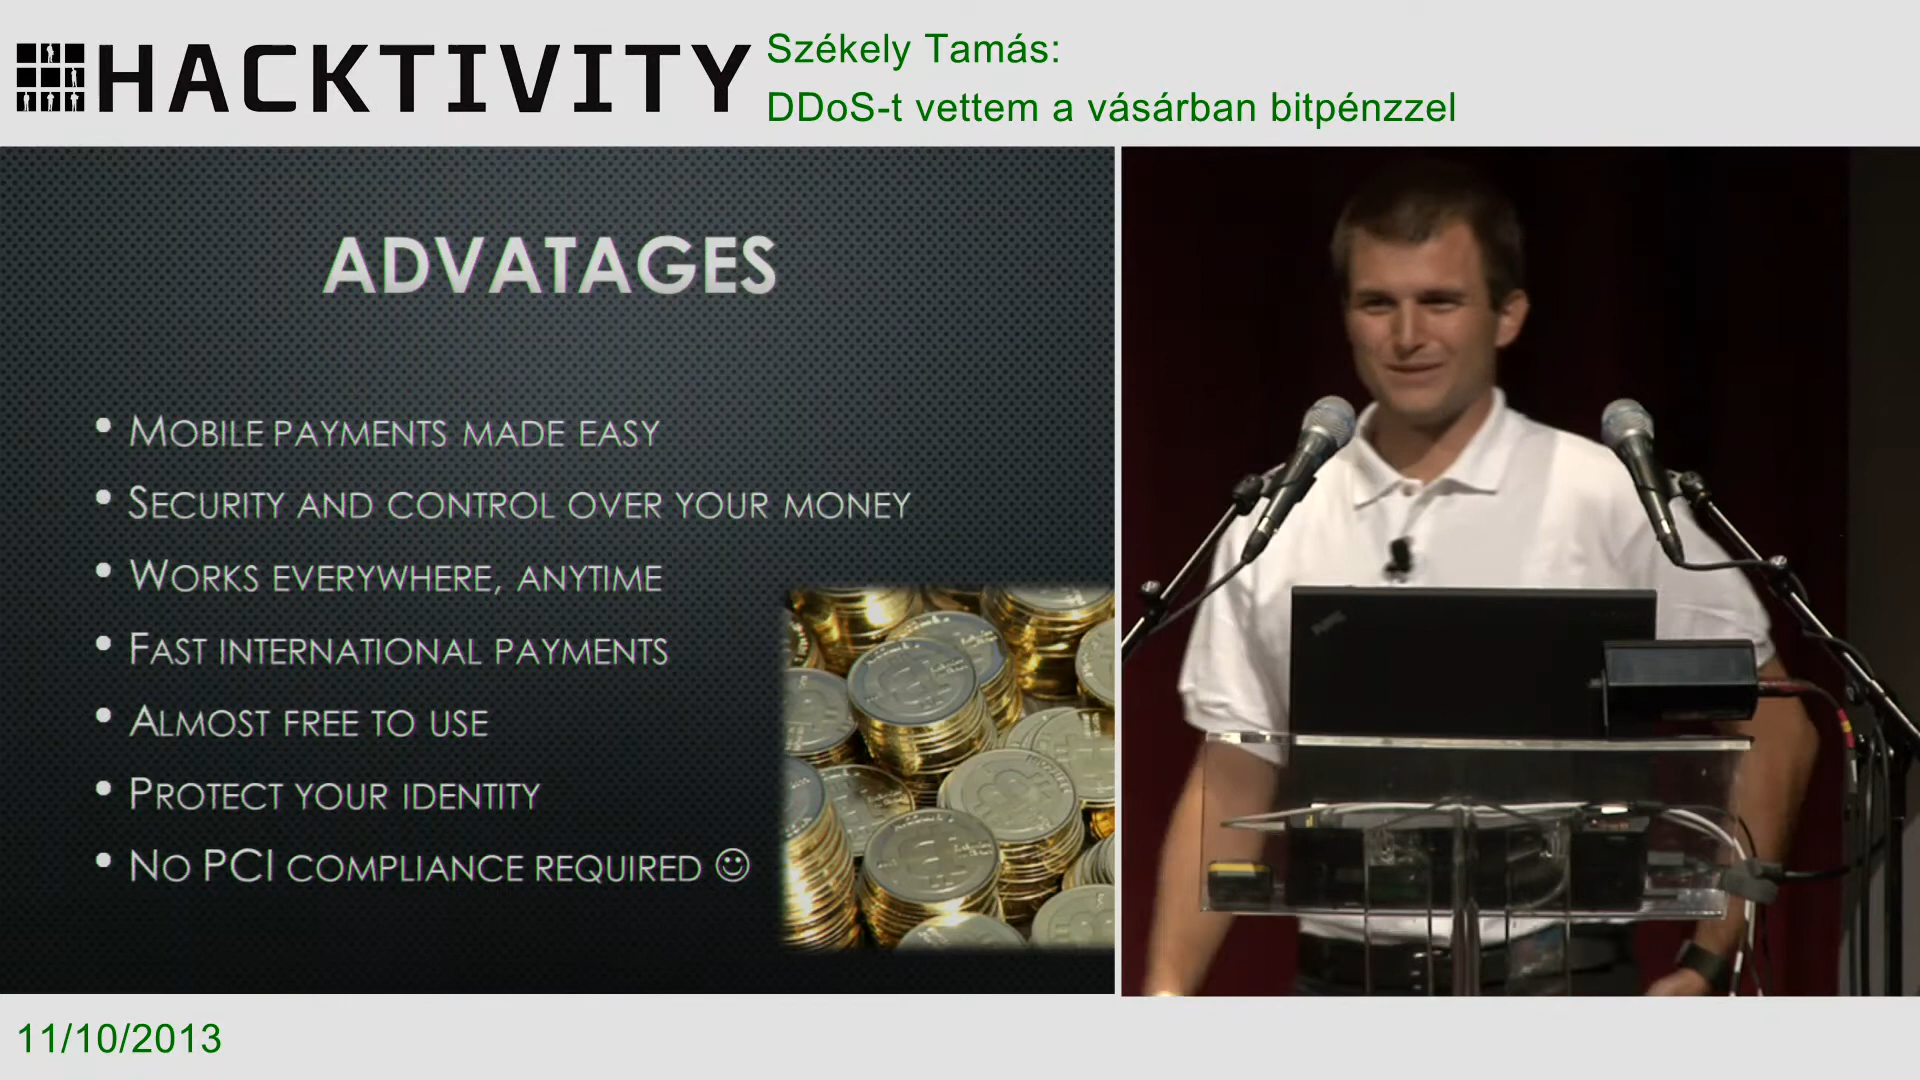 HACKTIVITY
Székely Tamás:
DDoS-t vettem a vásárban bitpénzzel
ADVATAGES
• MOBILE PAYMENTS MADE EASY
• SECURITY AND CONTROL OVER YOUR MONEY
• WORKS EVERYWHERE, ANYTIME
• FAST INTERNATIONAL PAYMENTS
• ALMOST FREE TO USE
• PROTECT YOUR IDENTITY
• NO PCI COMPLIANCE REQUIRED ☺
11/10/2013